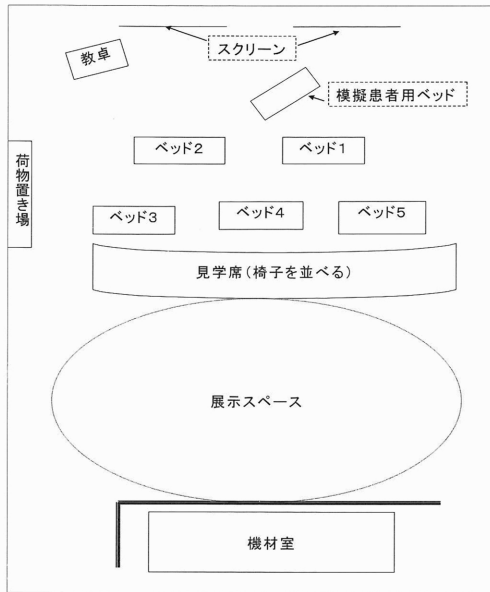 スクリーン
教卓
模擬患者用ベッド
ベッド2
ベッド1
荷物置き場
ベッド3
ベッド4
ベッド5
見学席(椅子を並べる)
展示スペース
機材室